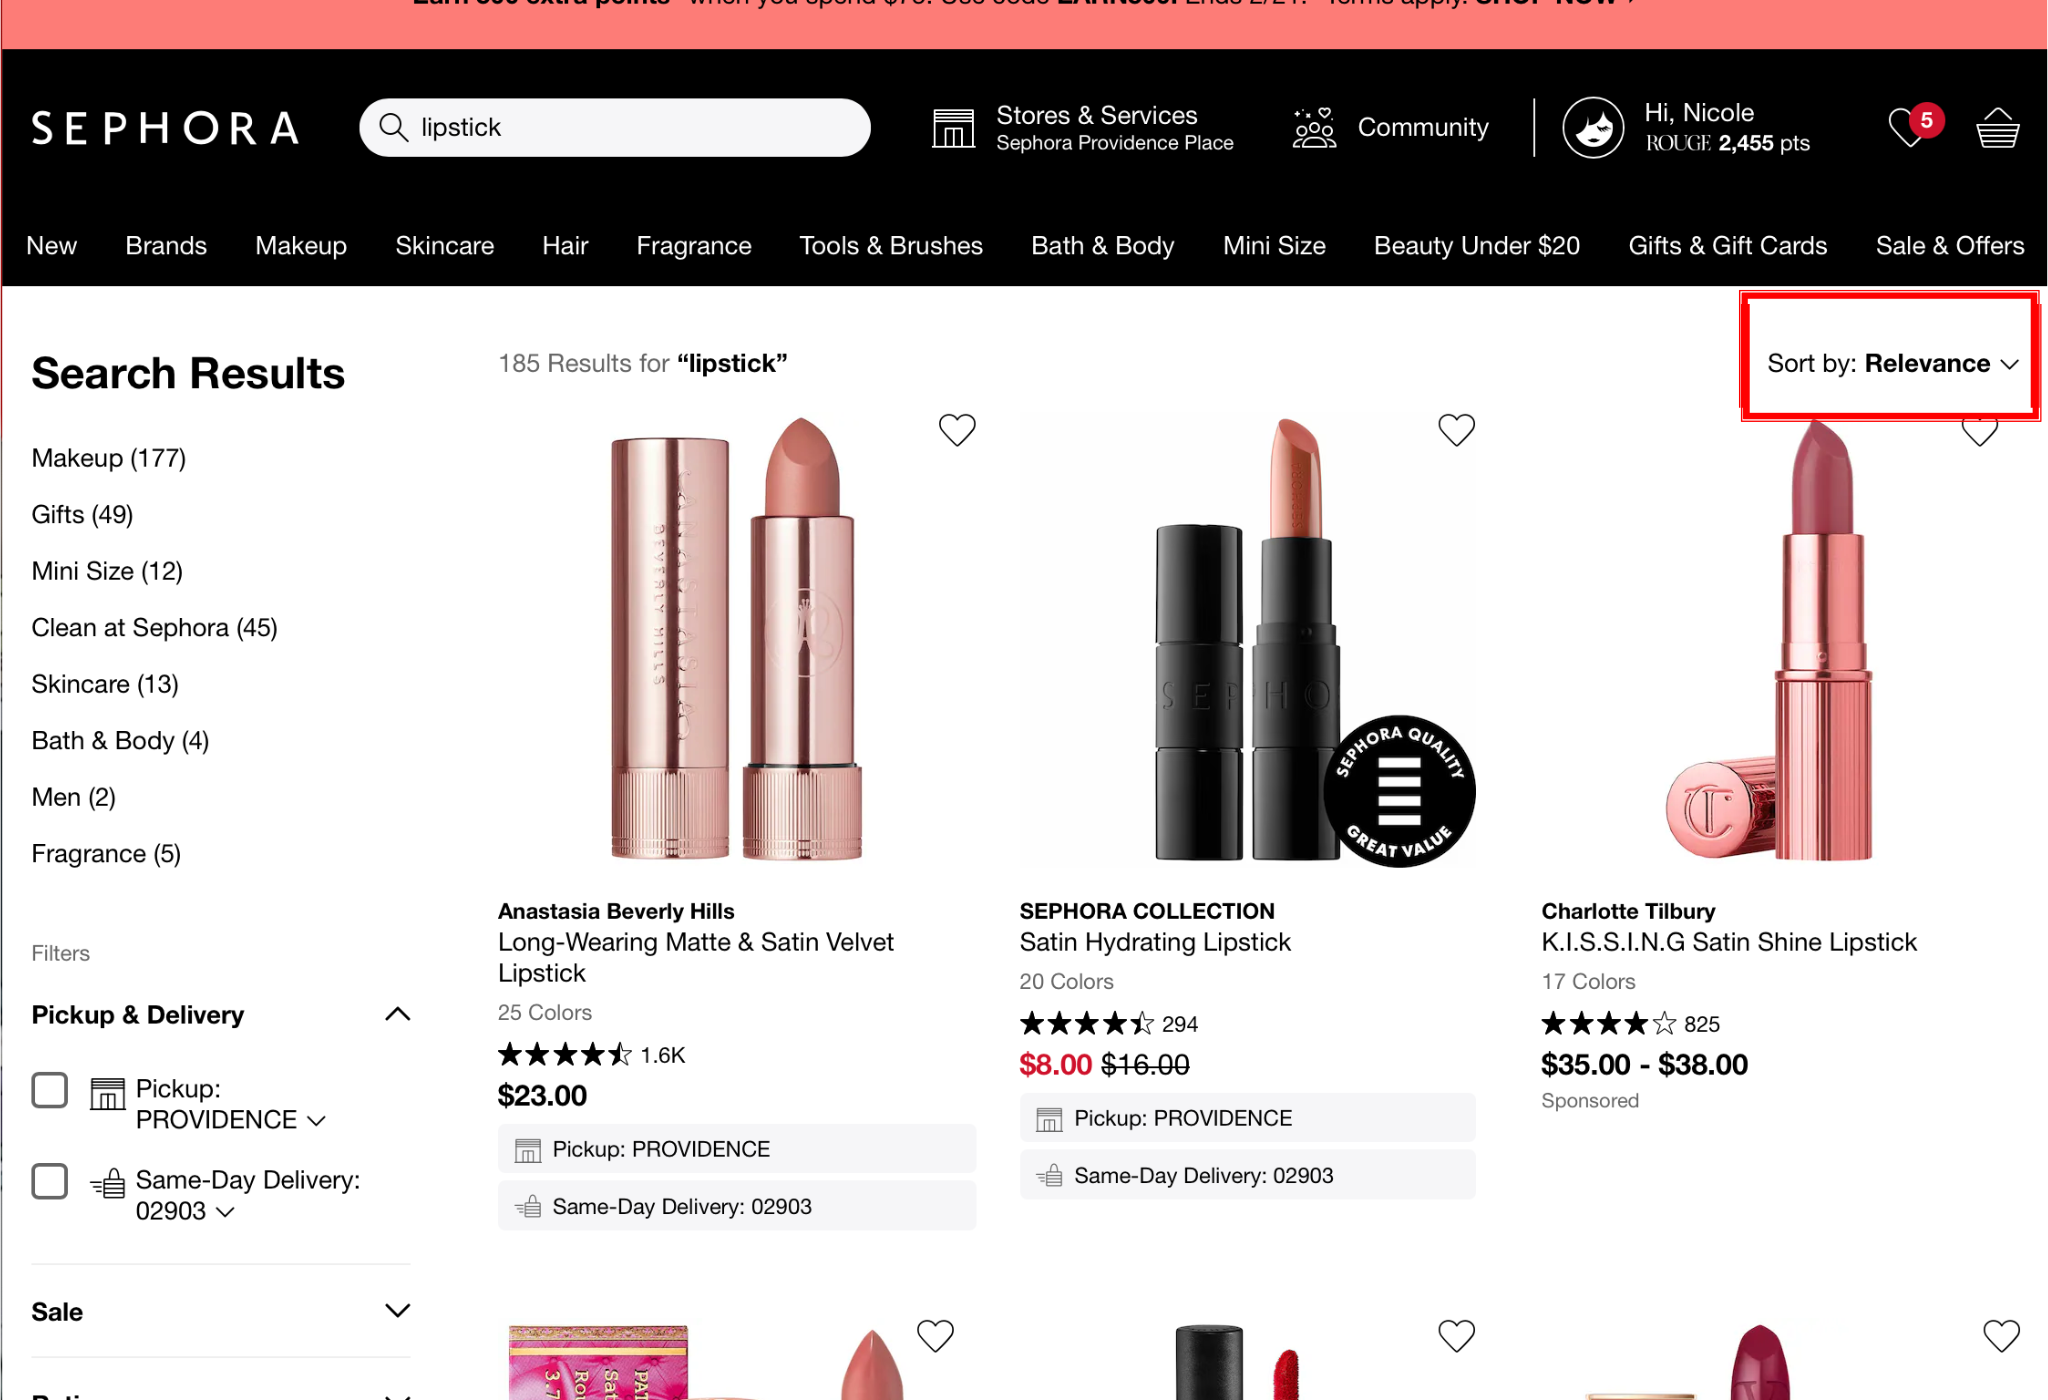 SEPHORA
lipstick
Stores & Services
Sephora Providence Place
Community
Hi, Nicole
ROUGE 2,455 pts
5
New Brands Makeup Skincare Hair Fragrance Tools & Brushes Bath & Body Mini Size Beauty Under $20 Gifts & Gift Cards Sale & Offers
Search Results
185 Results for “lipstick”
Sort by: Relevance
Makeup (177)
Gifts (49)
Mini Size (12)
Clean at Sephora (45)
Skincare (13)
Bath & Body (4)
Men (2)
Fragrance (5)
Filters
Pickup & Delivery
Pickup:
PROVIDENCE
Same-Day Delivery:
02903
Sale
ANASTASIA
BEVERLY HILLS
Anastasia Beverly Hills
Long-Wearing Matte & Satin Velvet
Lipstick
25 Colors
1.6K
$23.00
Pickup: PROVIDENCE
Same-Day Delivery: 02903
SEPHORA
SEPHO
SEPHORA QUALITY
GREAT VALUE
SEPHORA COLLECTION
Satin Hydrating Lipstick
20 Colors
294
$8.00 $16.00
Pickup: PROVIDENCE
Same-Day Delivery: 02903
Charlotte Tilbury
K.I.S.S.I.N.G Satin Shine Lipstick
17 Colors
825
$35.00 - $38.00
Sponsored